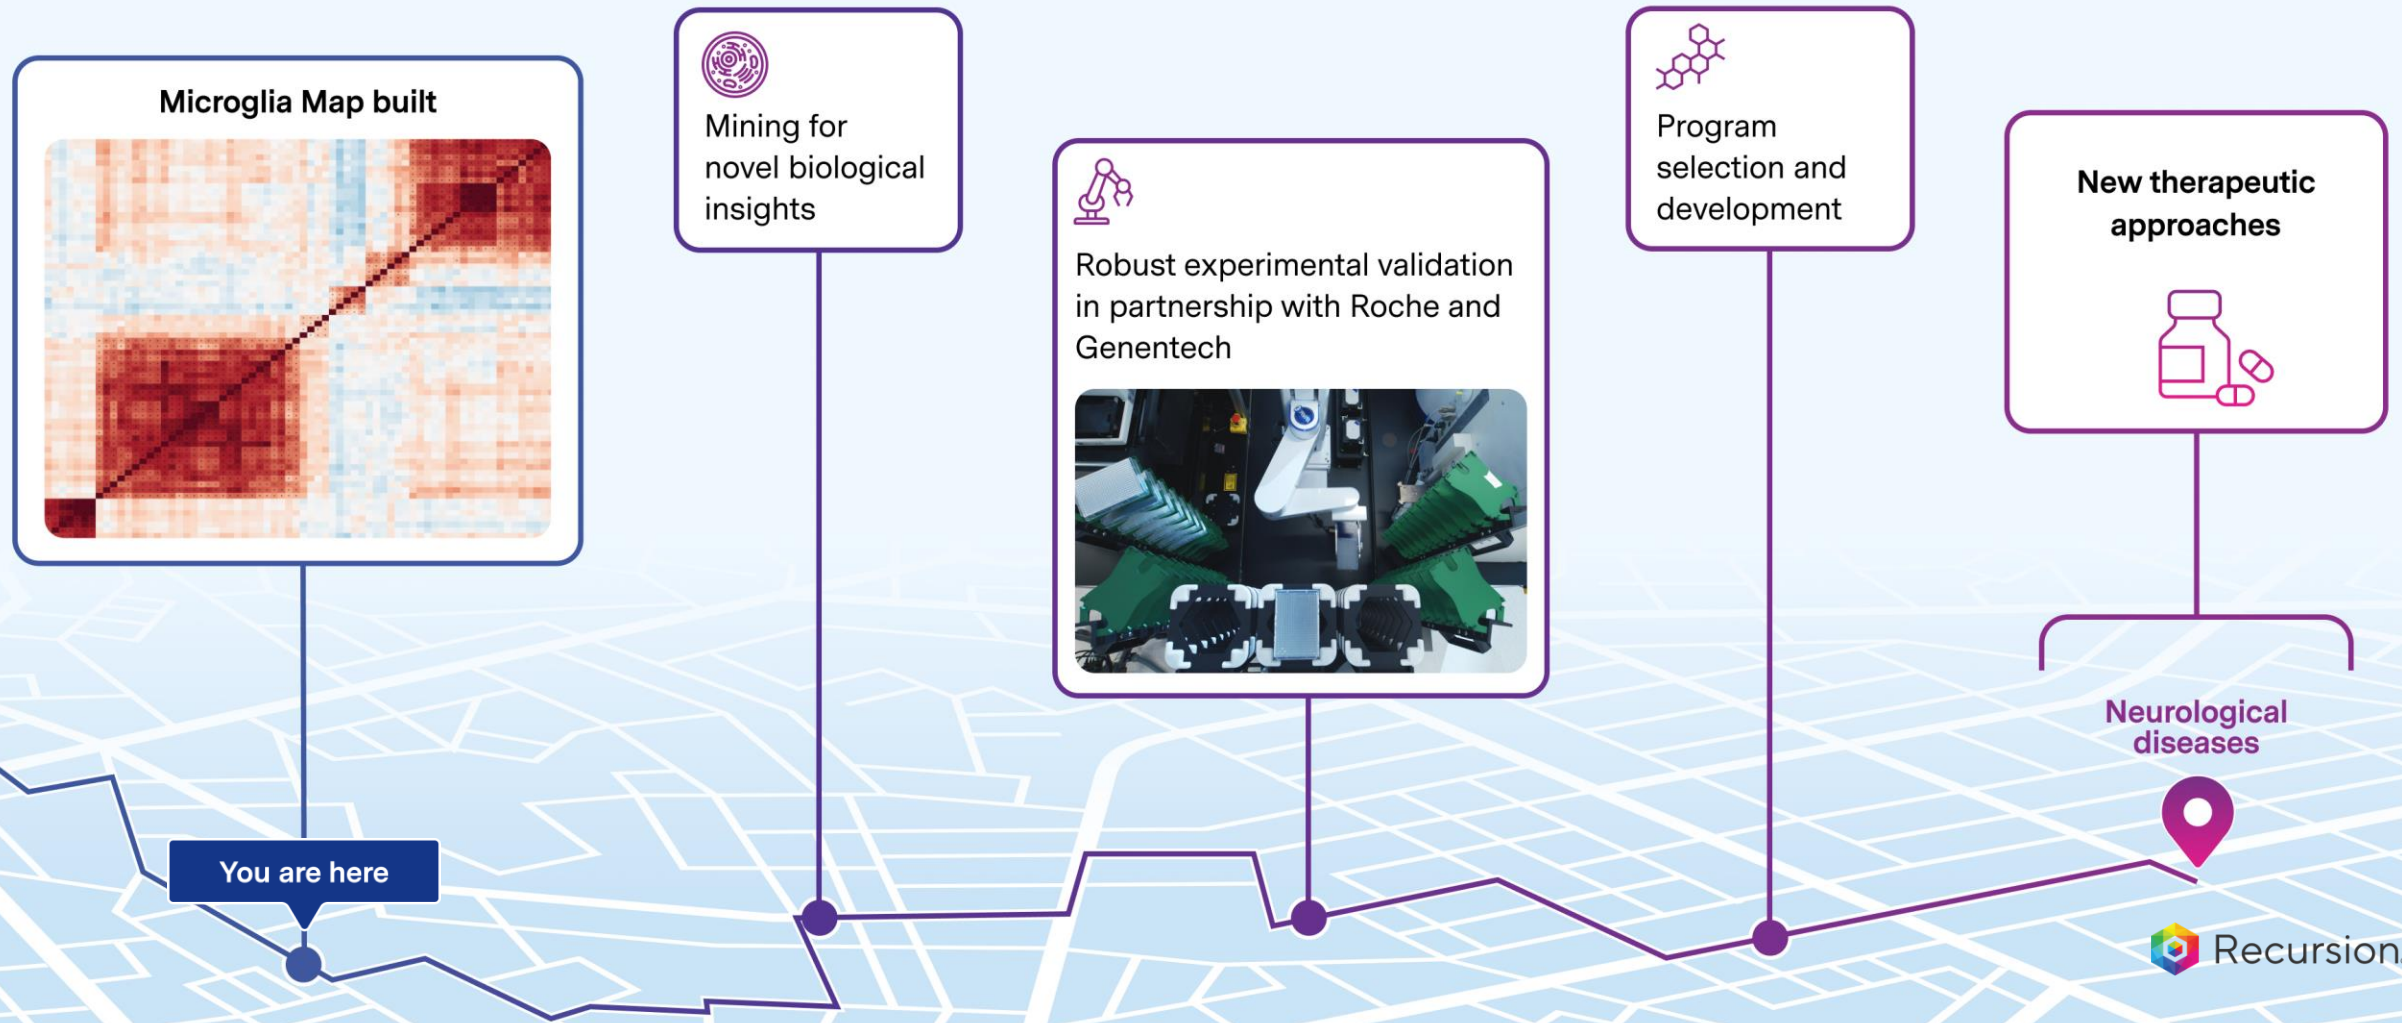 Microglia Map built
Mining for
novel biological
insights
Robust experimental validation
in partnership with Roche and
Genentech
Program
selection and
development
New therapeutic
approaches
Neurological
diseases
You are here
Recursion